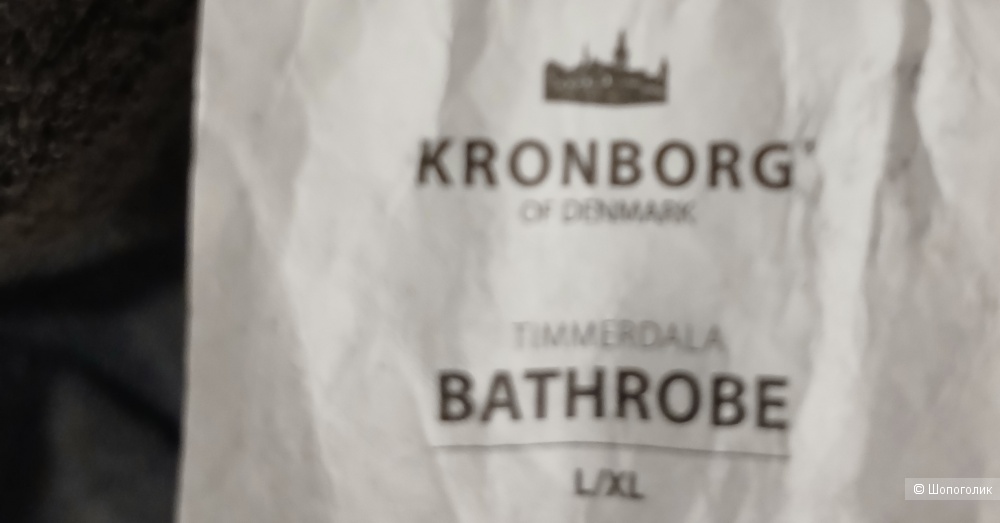 KRONBORG®
OF DENMARK
TIMMERDALA
BATHROBE
L/XL
© Шопоголик